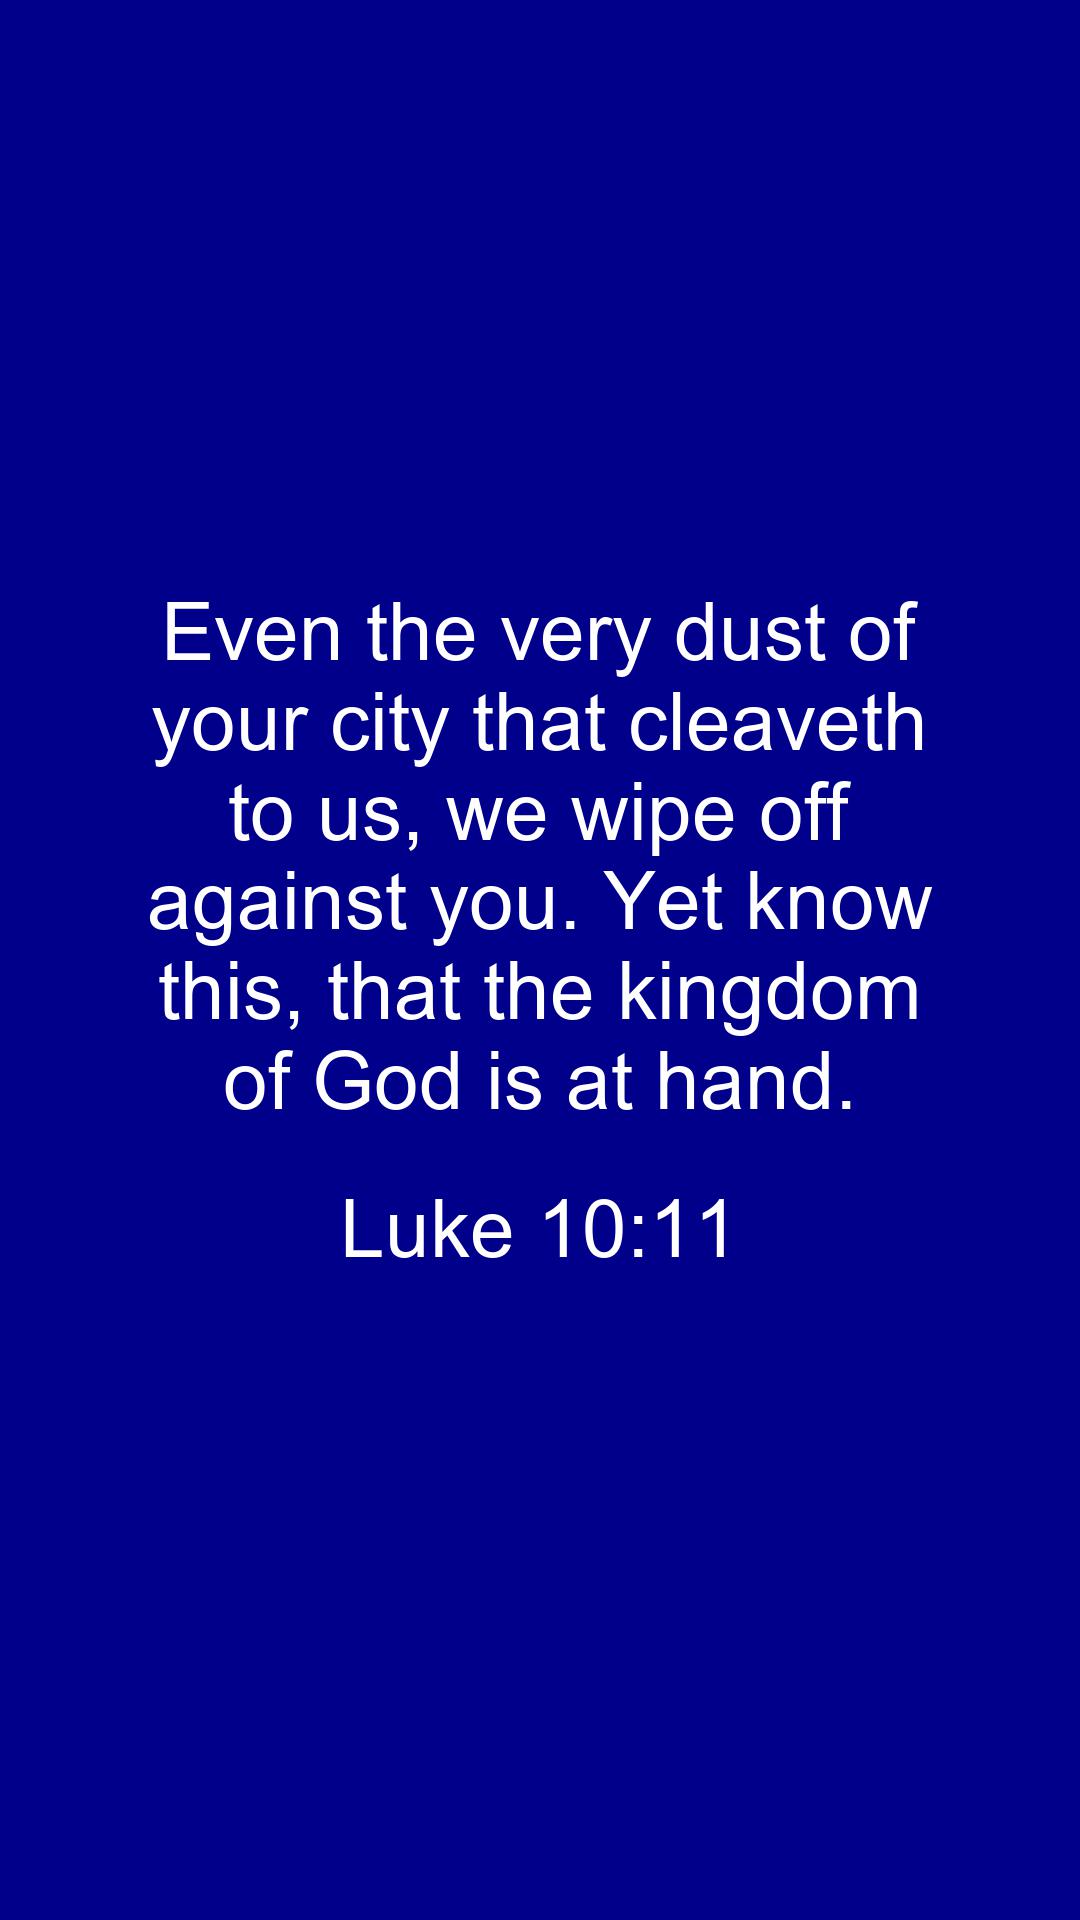 Even the very dust of
your city that cleaveth
to us, we wipe off
against you. Yet know
this, that the kingdom
of God is at hand.
Luke 10:11